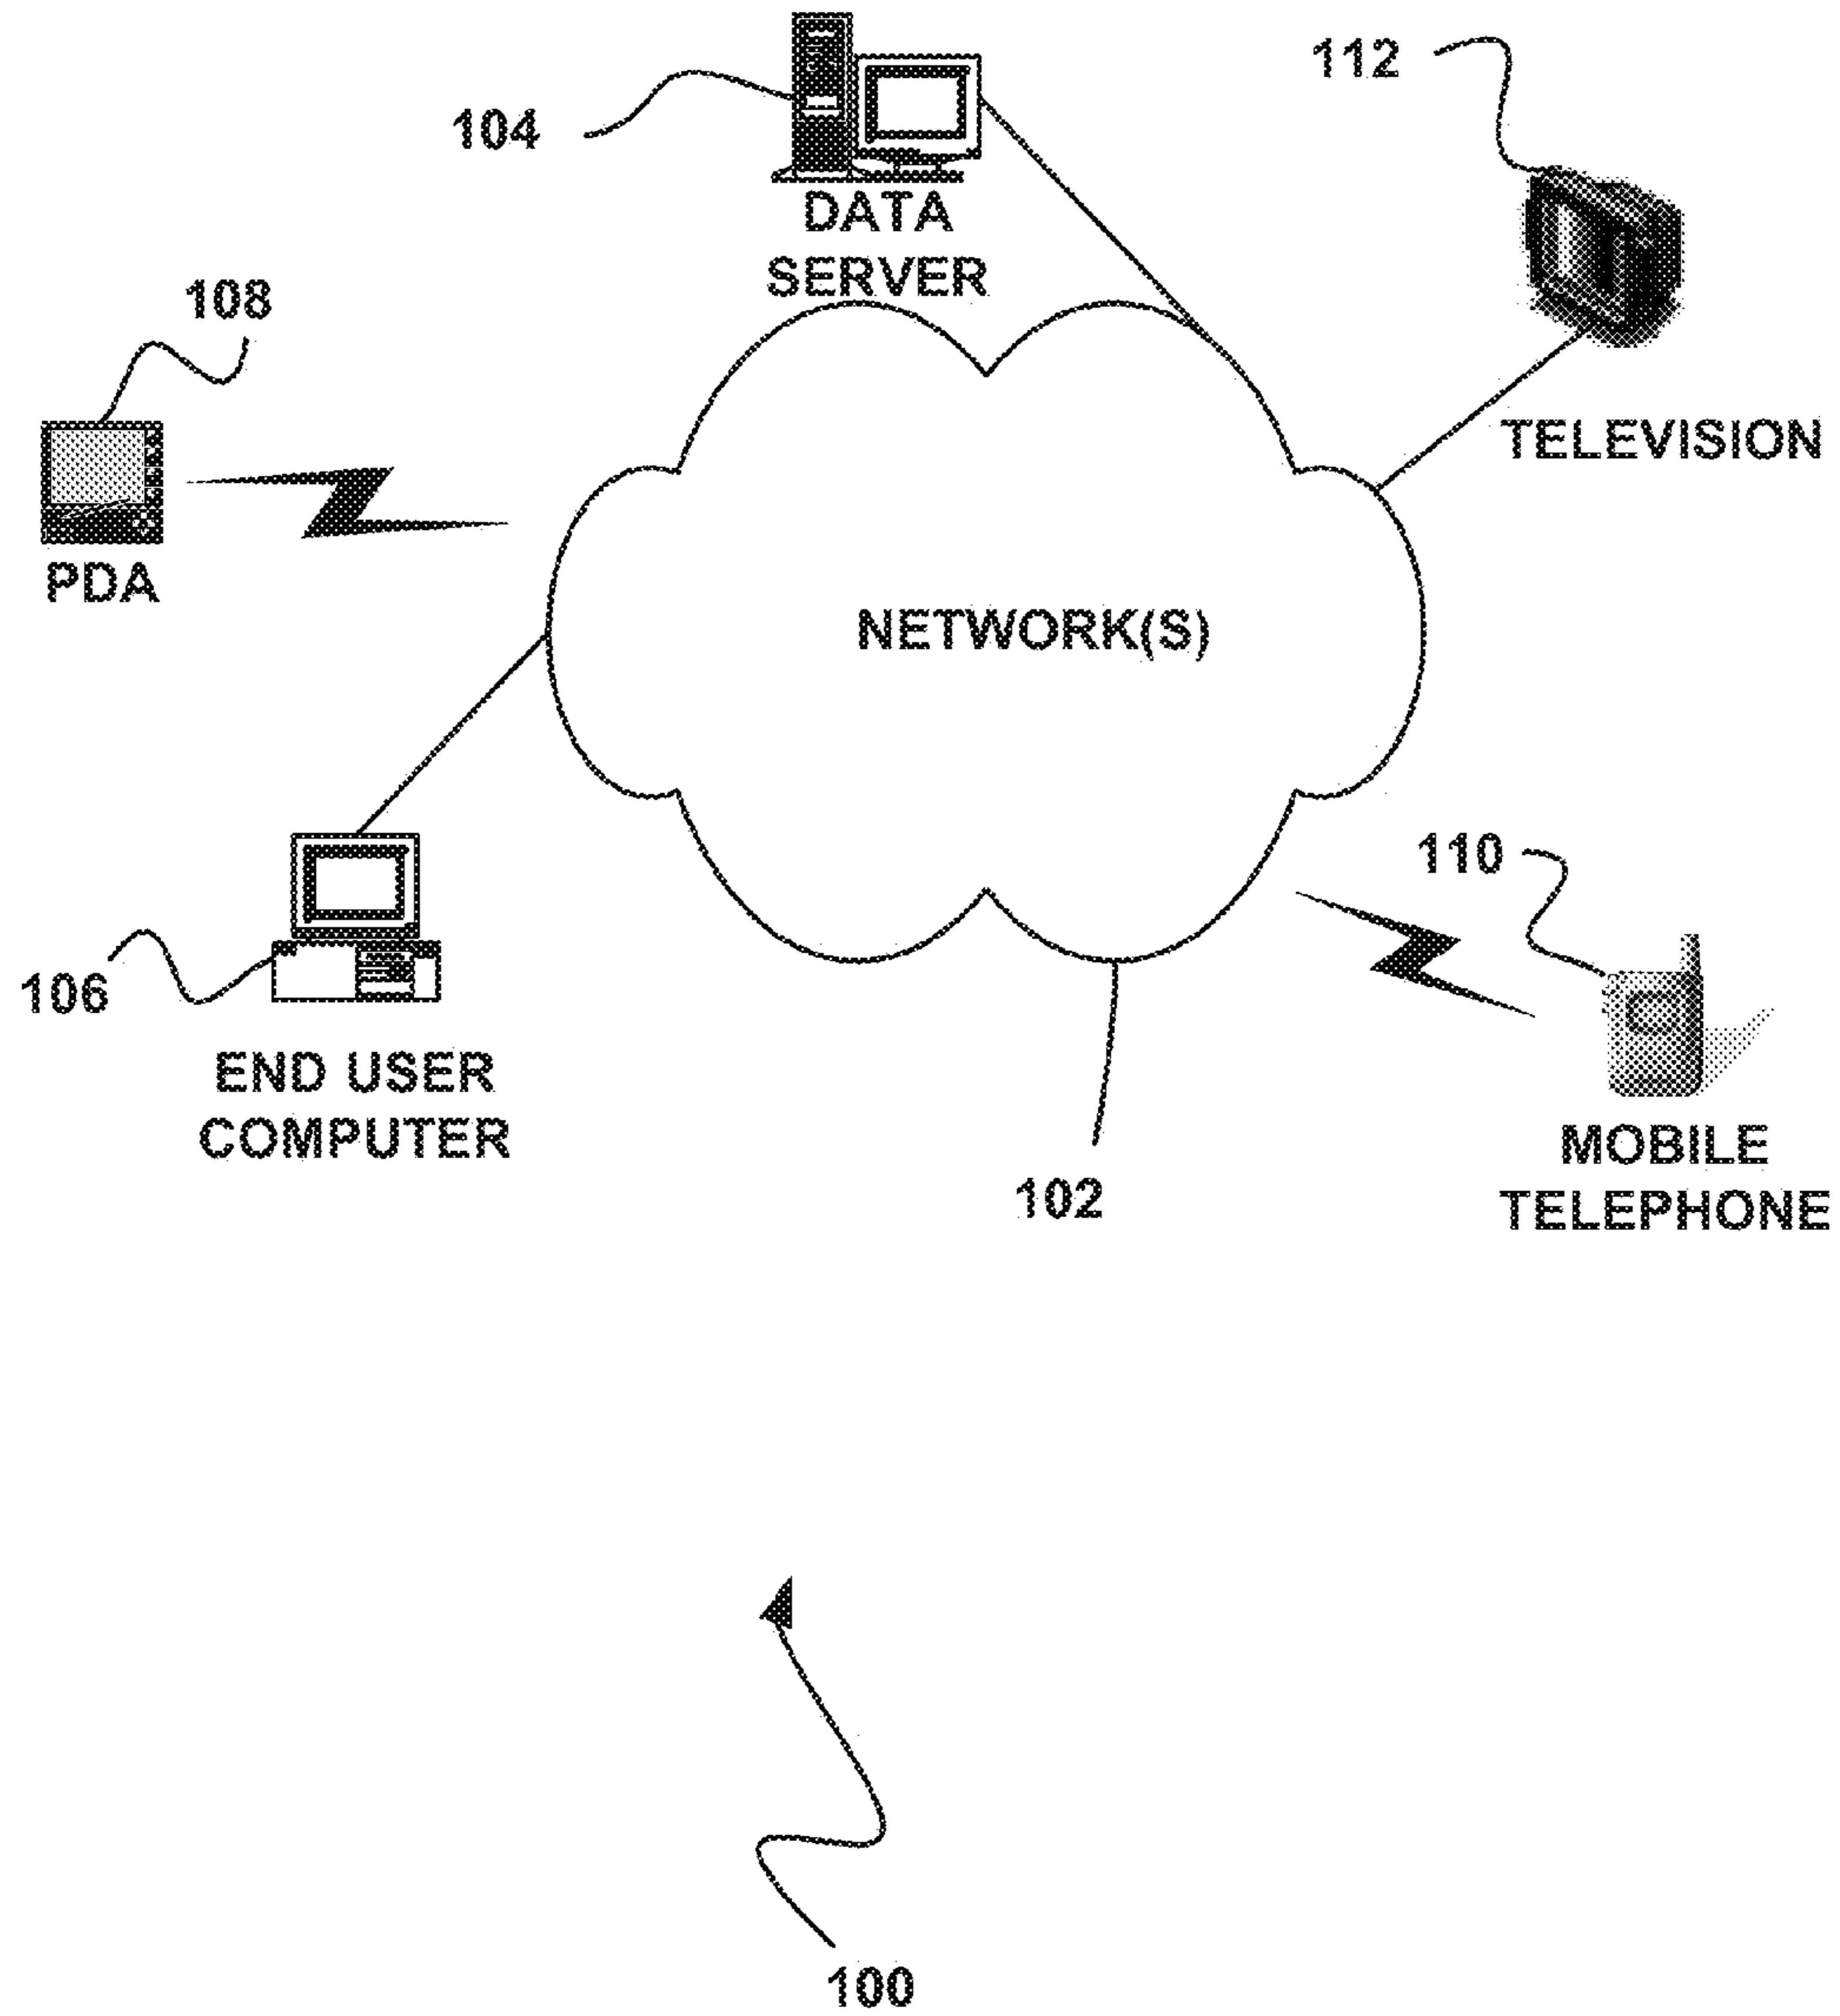 112
104
DATA
SERVER
108
TELEVISION
PDA
NETWORK(S)
110
106
END USER
COMPUTER
MOBILE
TELEPHONE
102
100